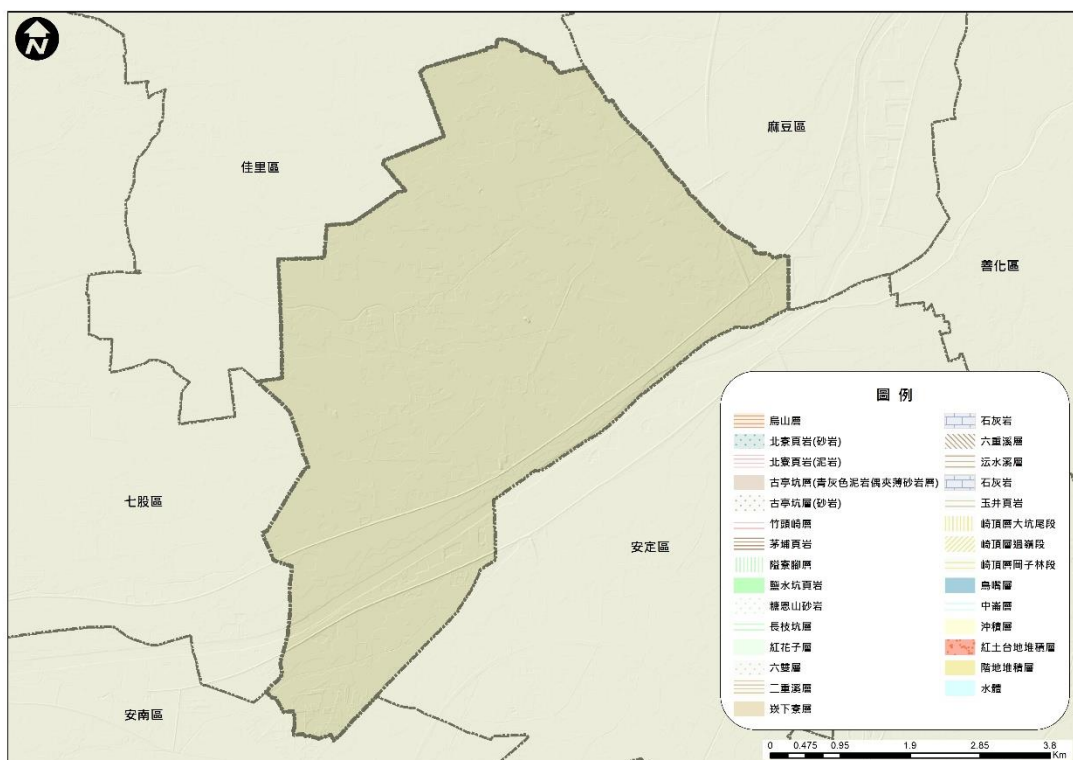 N
麻豆區
佳里區
善化區
七股區
安定區
安南區
圖例
烏山層
北寮頁岩(砂岩)
北寮頁岩(泥岩)
古亭坑層(青灰色泥岩偶夾薄砂岩層)
古亭坑層(砂岩)
竹頭崎層
茅埔頁岩
隘寮腳層
鹽水坑頁岩
糖恩山砂岩
長枝坑層
紅花子層
六雙層
二重溪層
崁下寮層
石灰岩
六重溪層
澐水溪層
石灰岩
玉井頁岩
崎頂層大坑尾段
崎頂層過嶺段
崎頂層岡子林段
鳥嘴層
中崙層
沖積層
紅土台地堆積層
階地堆積層
水體
0 0.475 0.95 1.9 2.85 3.8
Km